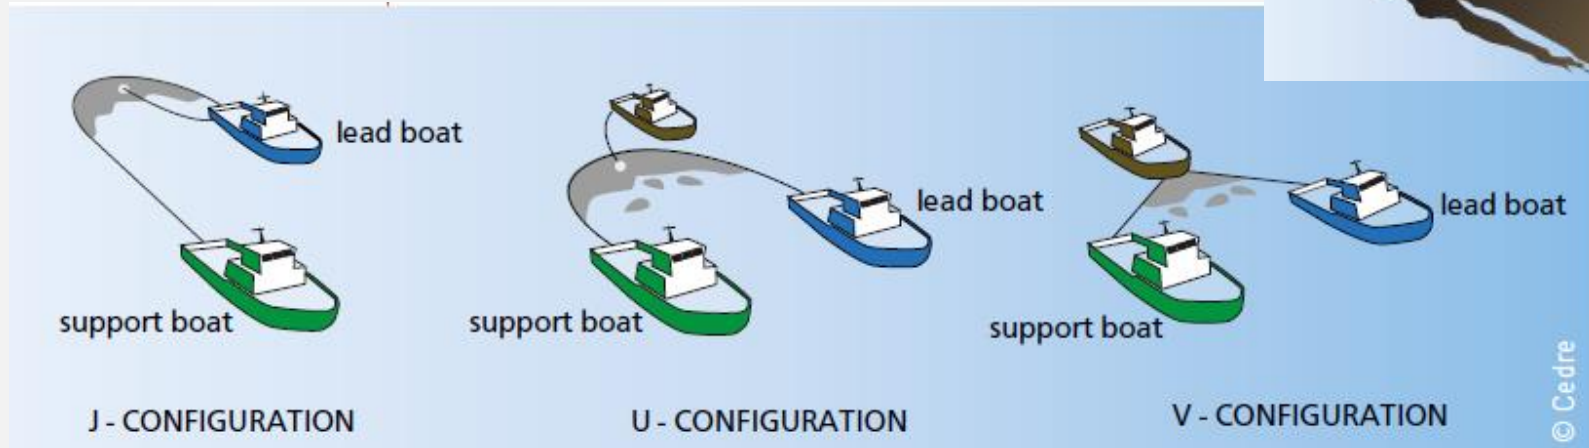 lead boat
support boat
J - CONFIGURATION
lead boat
support boat
U - CONFIGURATION
lead boat
support boat
V - CONFIGURATION
© Cedre